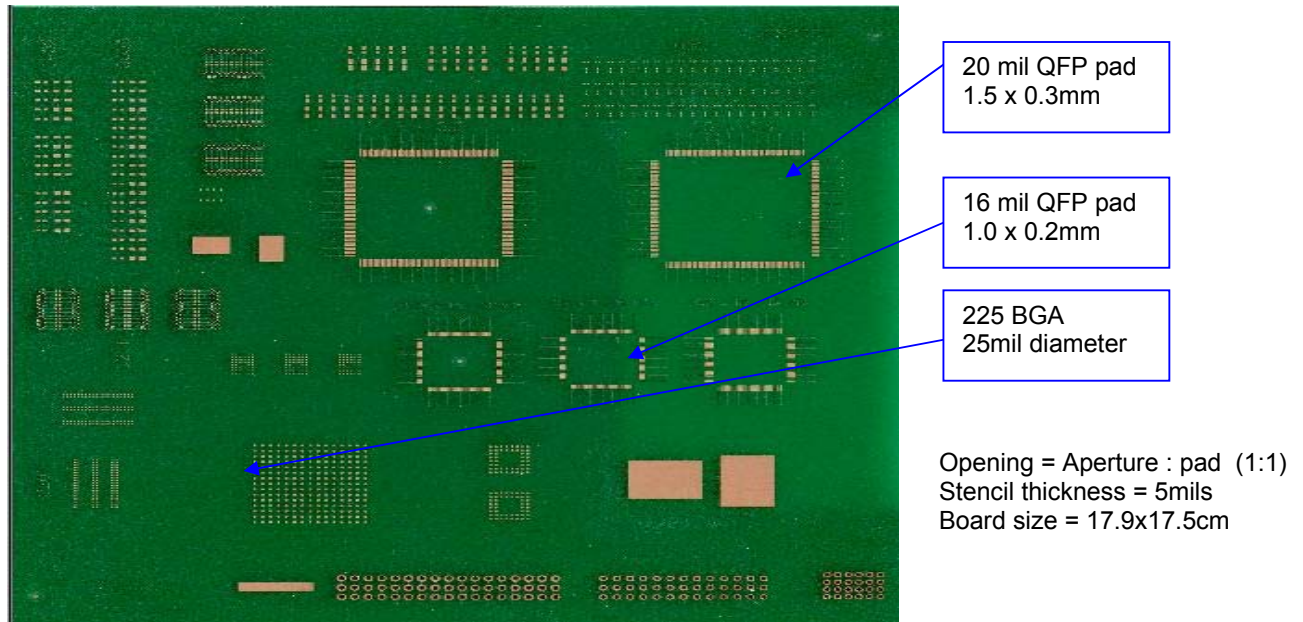 20 mil QFP pad
1.5 x 0.3mm
16 mil QFP pad
1.0 x 0.2mm
225 BGA
25mil diameter
Opening = Aperture : pad (1:1)
Stencil thickness = 5mils
Board size = 17.9x17.5cm